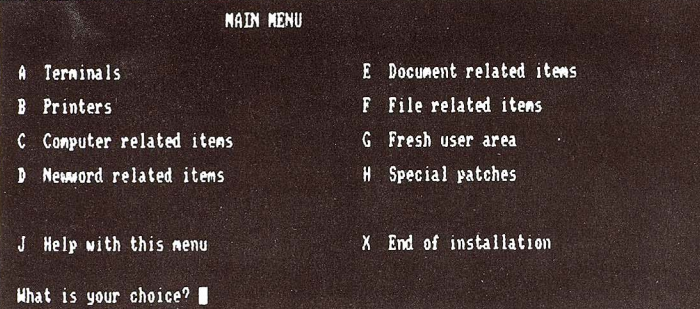 MAIN MENU
A Terminals
B Printers
C Computer related items
D Newword related items
E Document related items
F File related items
G Fresh user area
H Special patches
J Help with this menu
X End of installation
What is your choice?